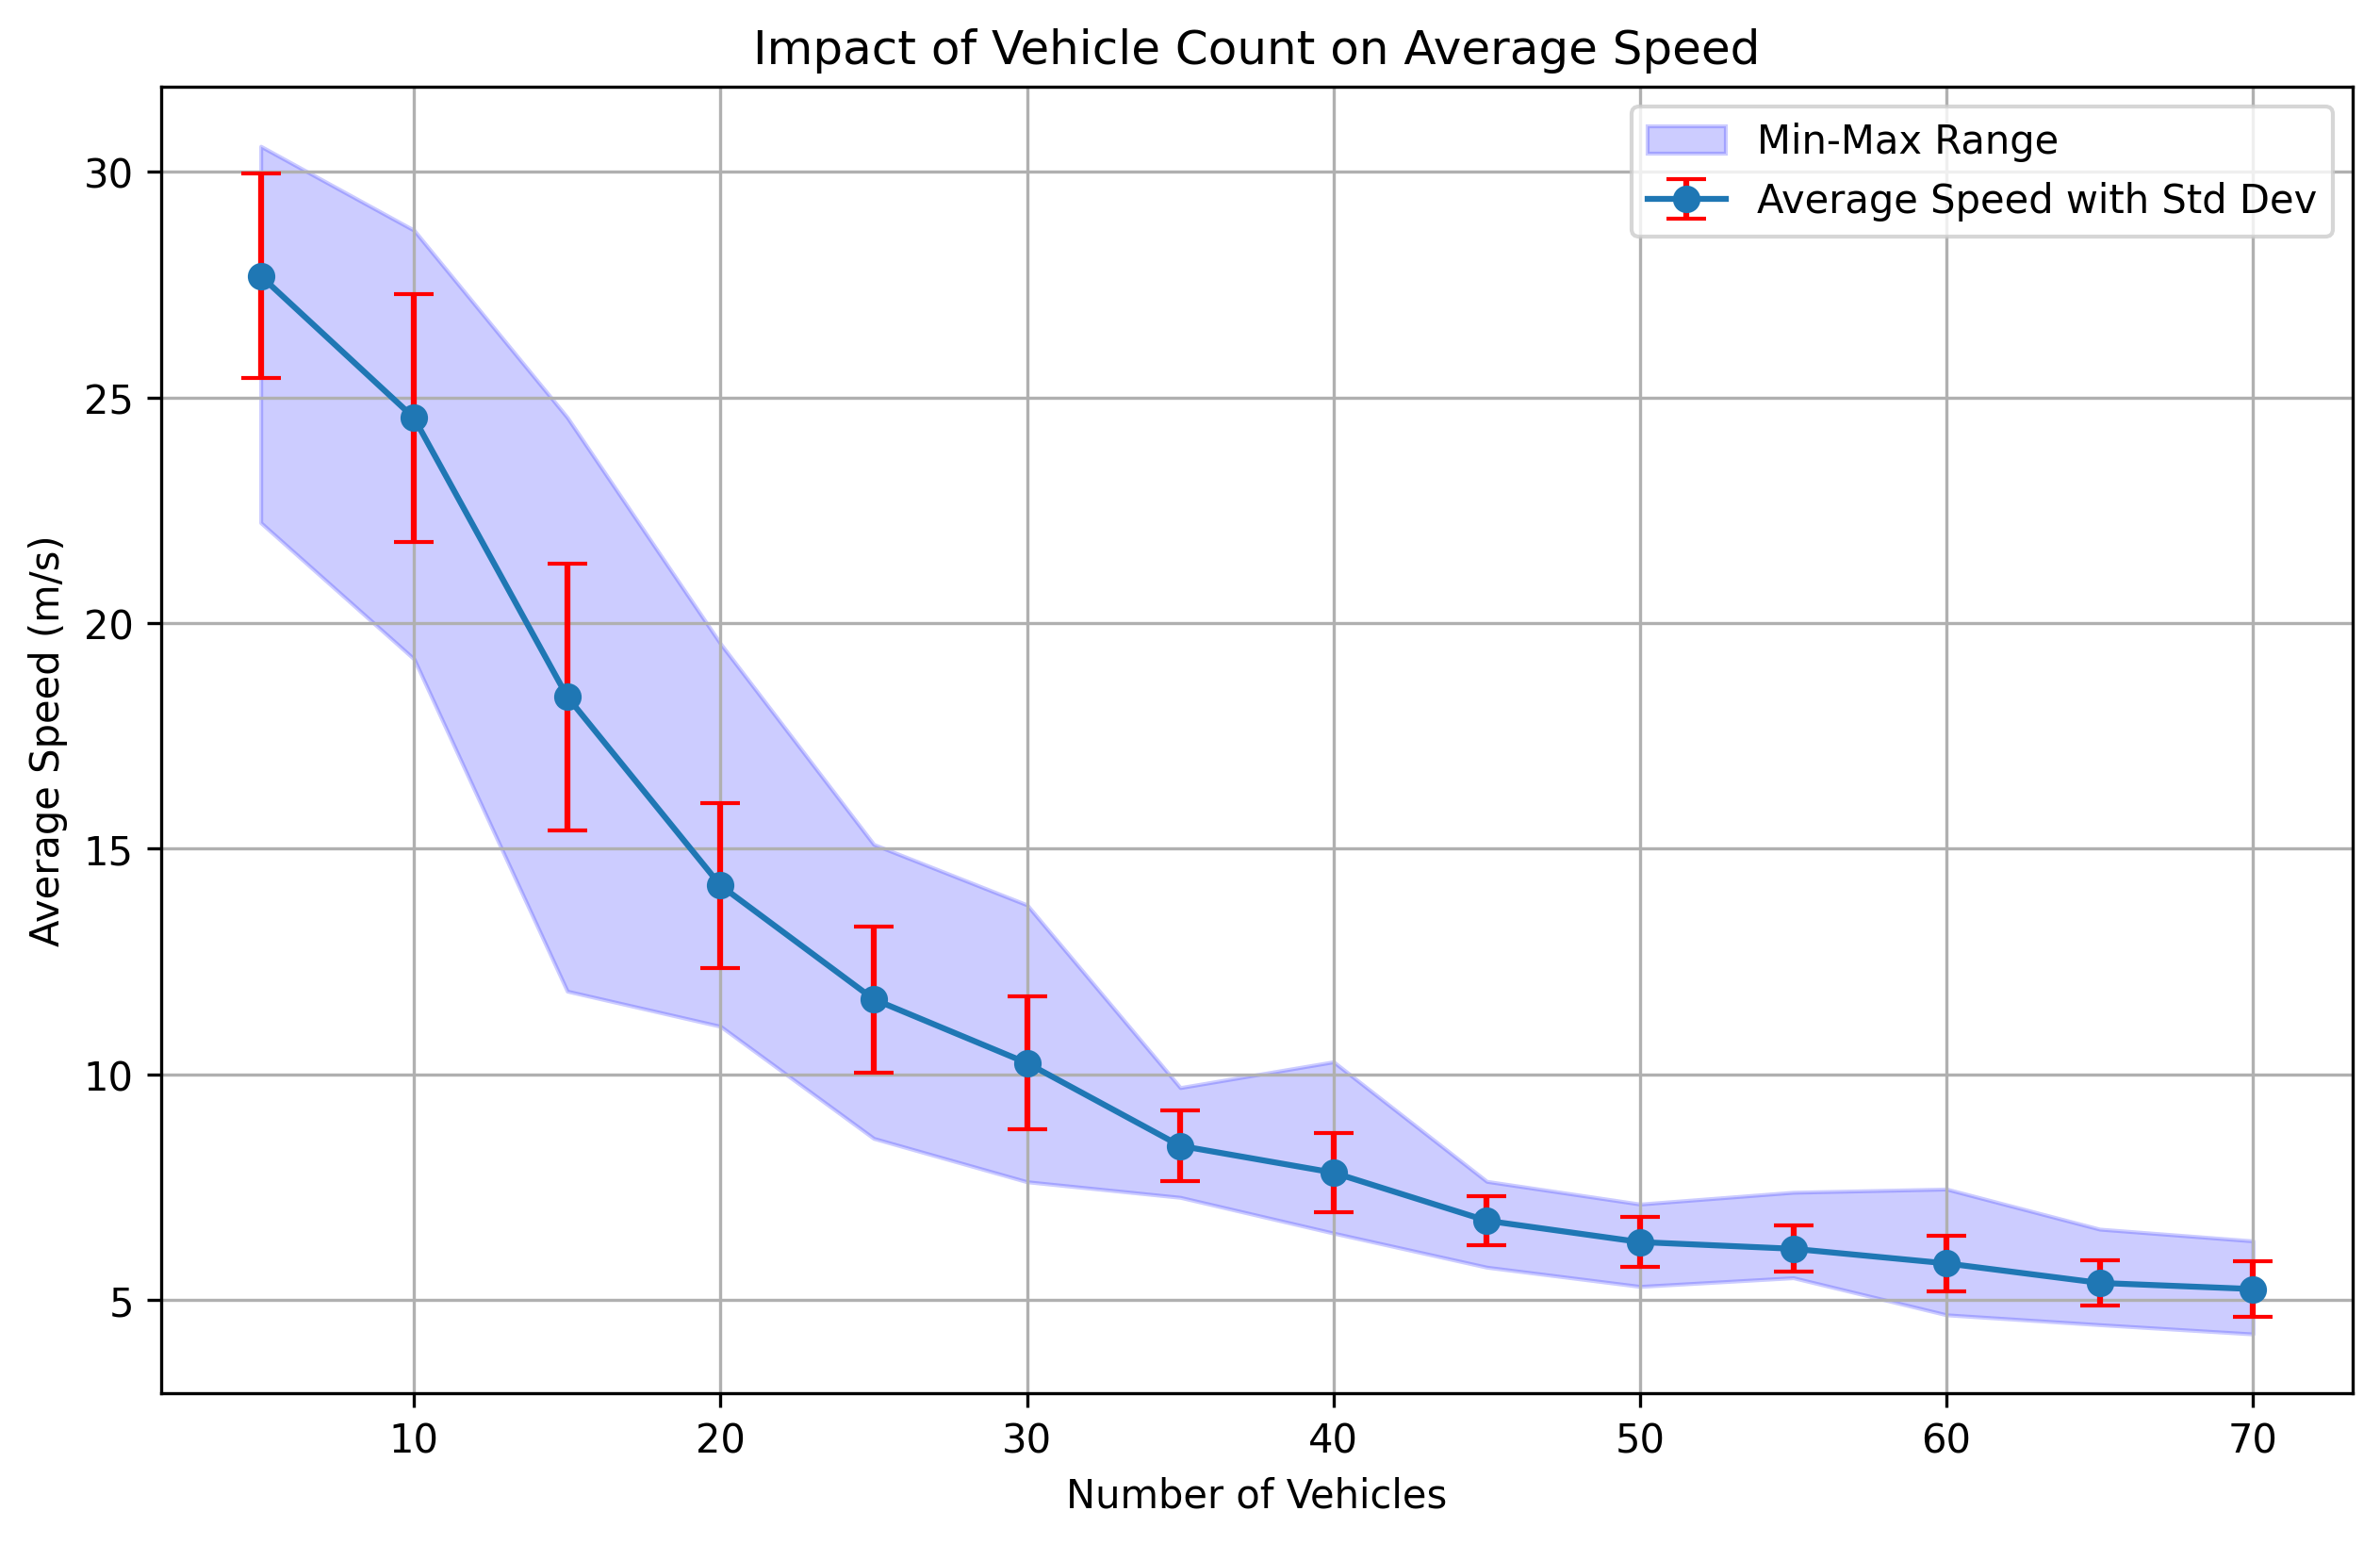 Impact of Vehicle Count on Average Speed
Min-Max Range
Average Speed with Std Dev
Average Speed (m/s)
30
25
20
15
10
5
10 20 30 40 50 60 70
Number of Vehicles